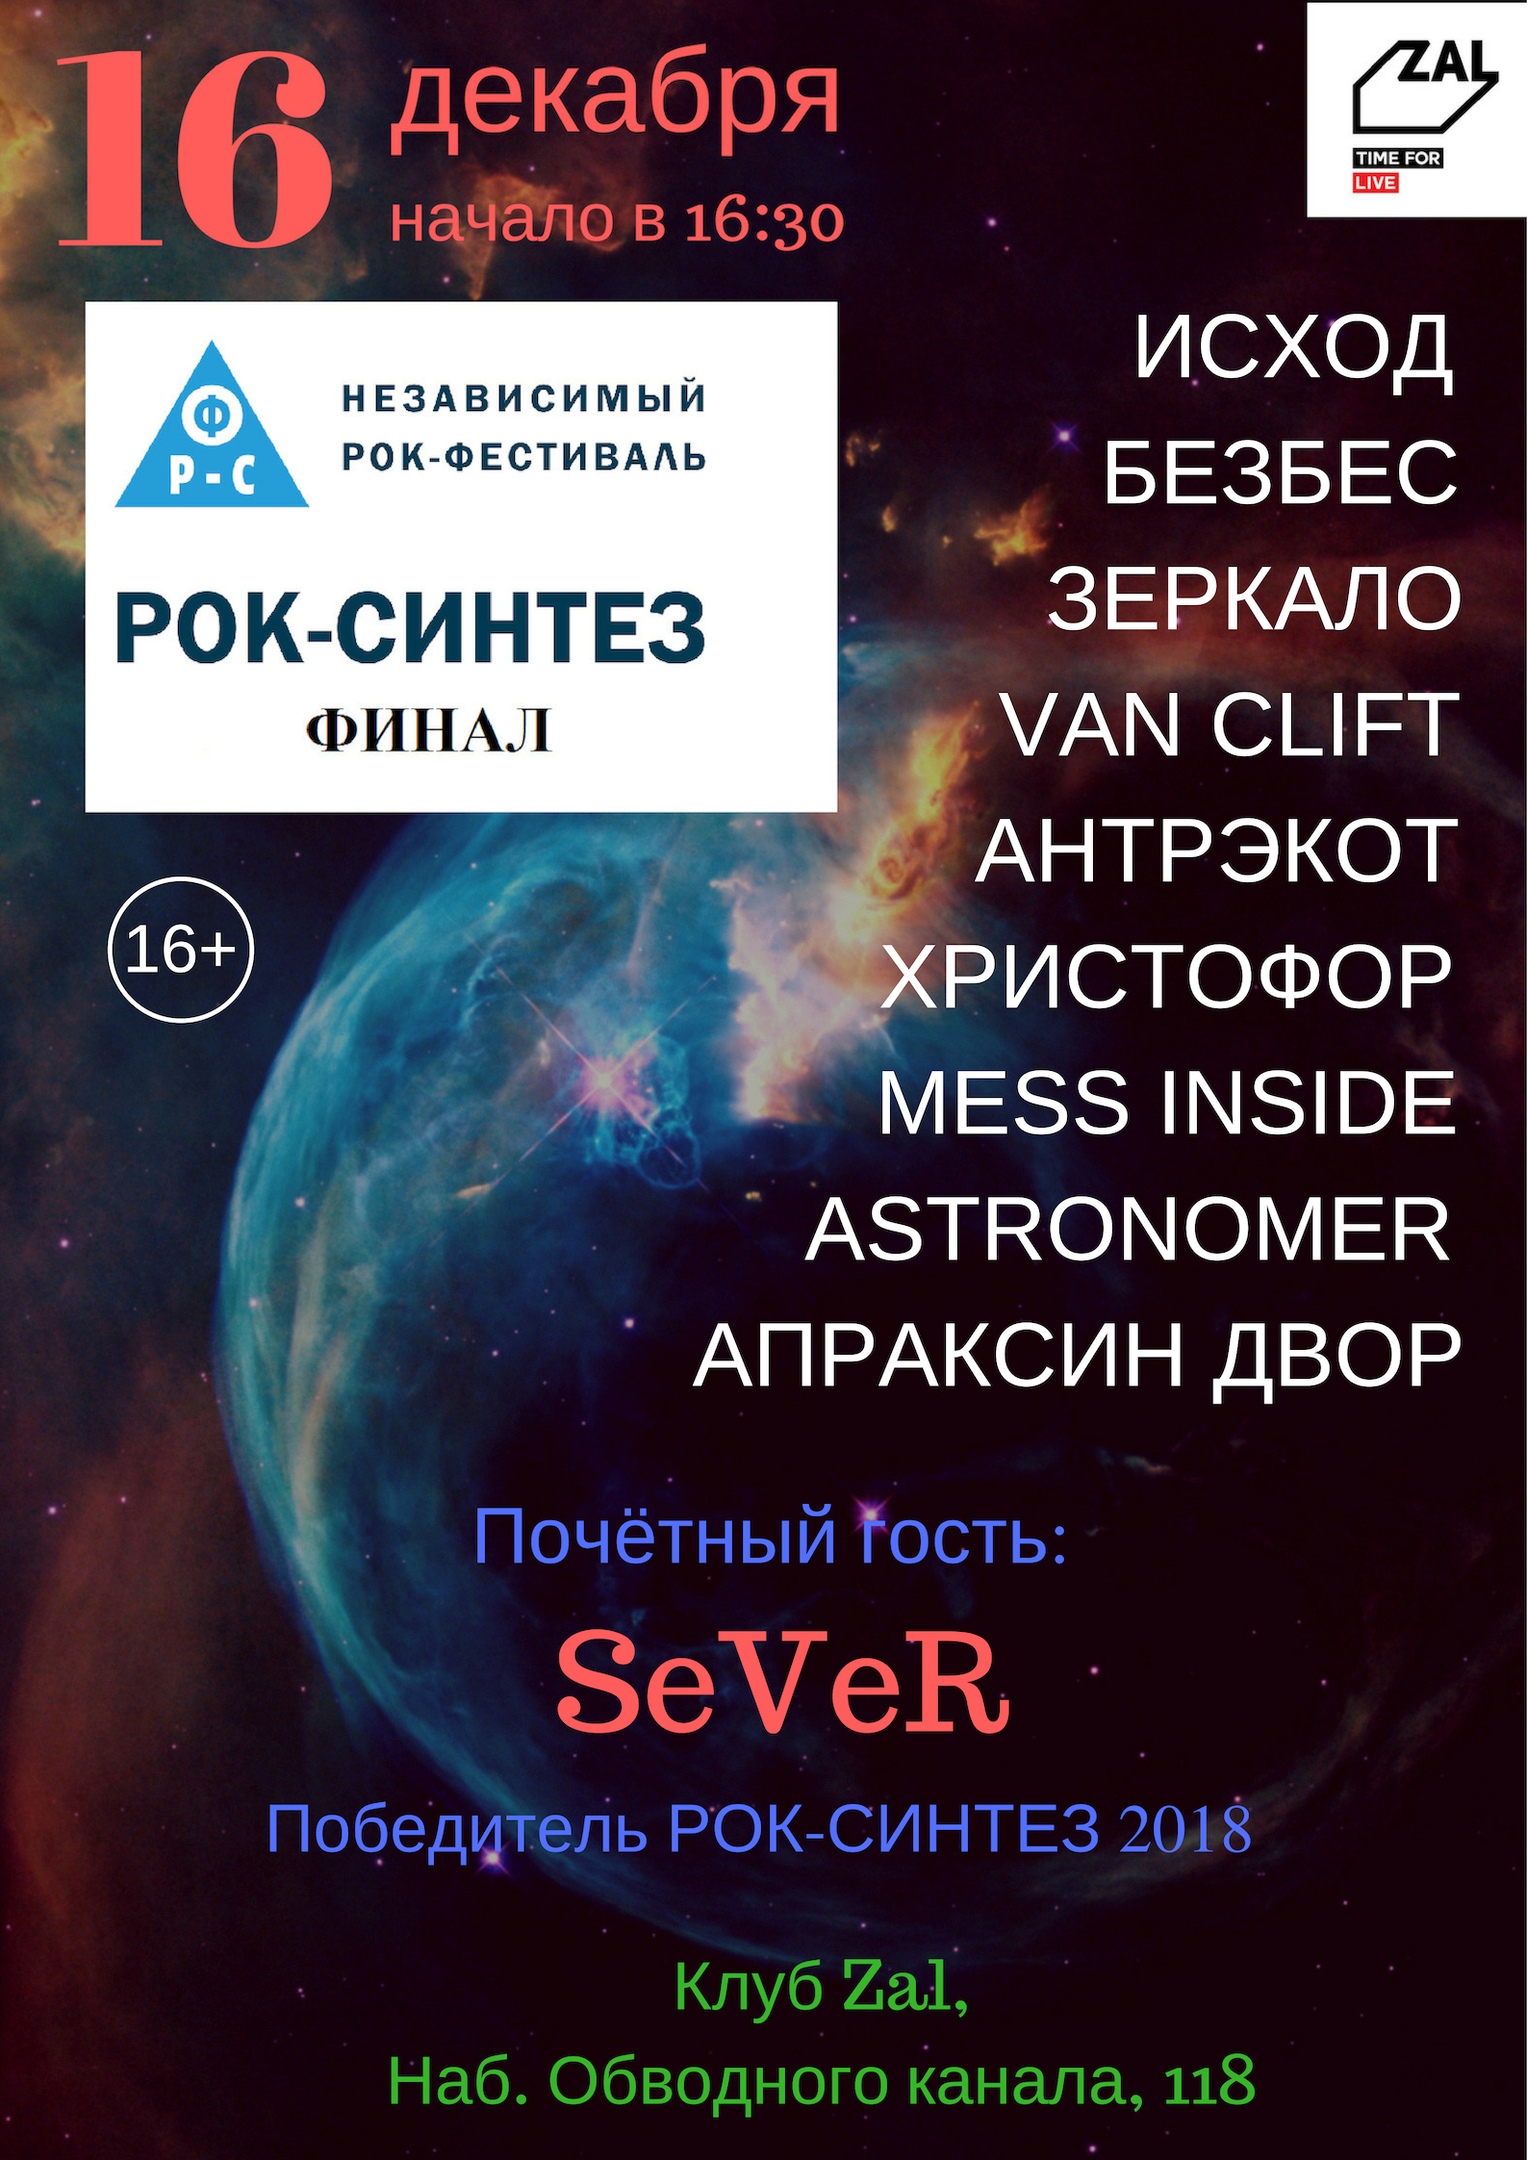 16 декабря
начало в 16:30
ZAL
TIME FOR
LIVE
Ф
Р-С
НЕЗАВИСИМЫЙ
РОК-ФЕСТИВАЛЬ
РОК-СИНТЕЗ
ФИНАЛ
16+
ИСХОД
БЕЗБЕС
ЗЕРКАЛО
VAN CLIFT
АНТРЭКОТ
ХРИСТОФОР
MESS INSIDE
ASTRONOMER
АПРАКСИН ДВОР
Почётный гость:
SeVeR
Победитель РОК-СИНТЕЗ 2018
Клуб Zal,
Наб. Обводного канала, 118